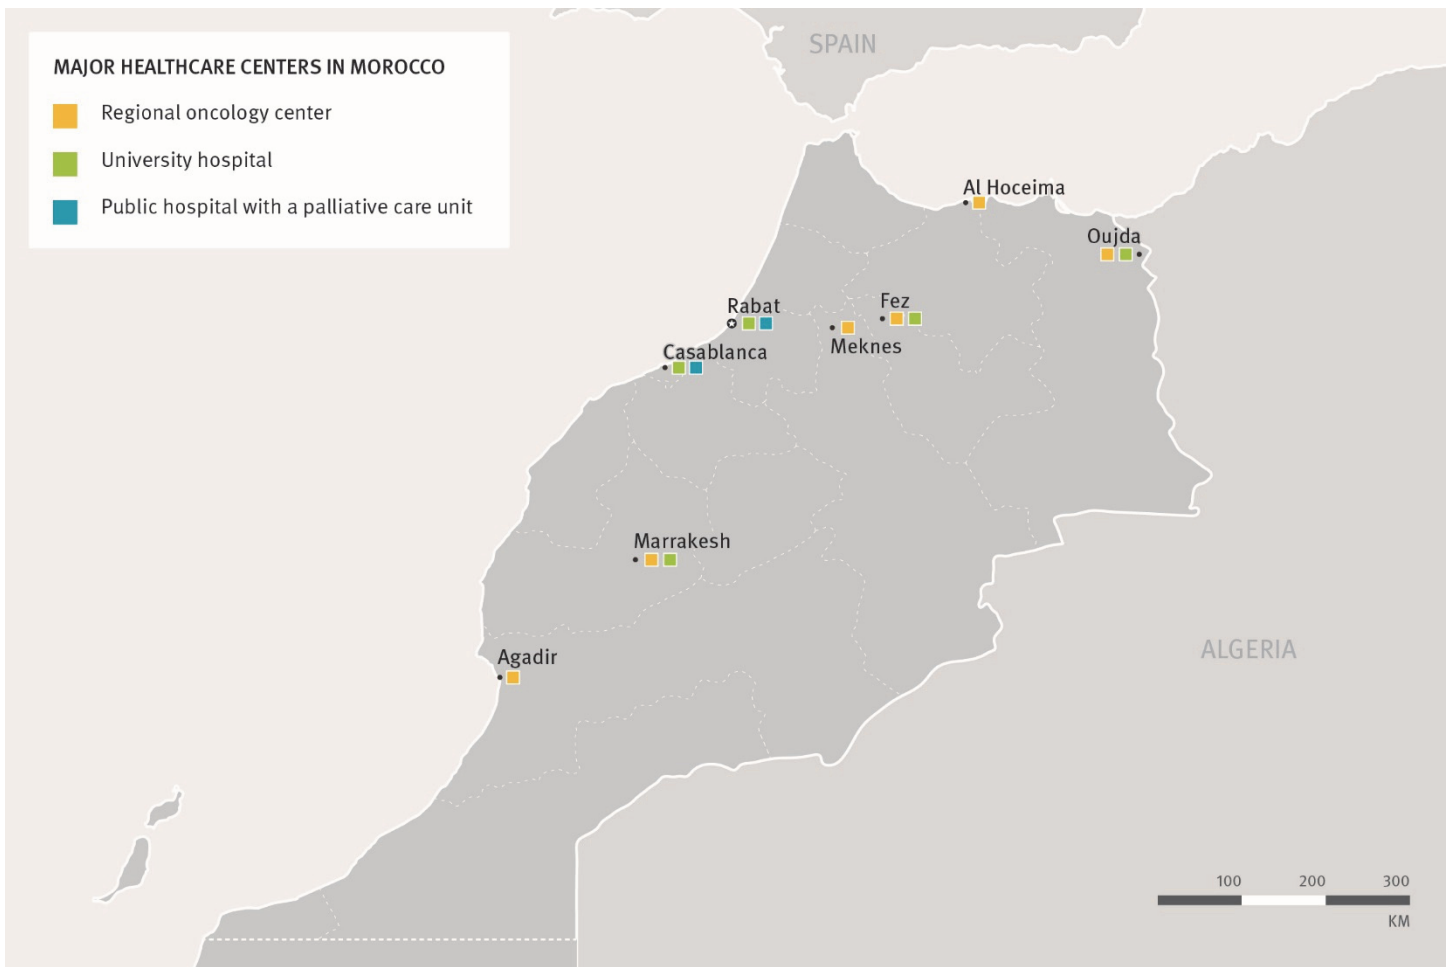 SPAIN
MAJOR HEALTHCARE CENTERS IN MOROCCO
Regional oncology center
University hospital
Public hospital with a palliative care unit
Al Hoceima
Oujda
Fez
Rabat
Meknes
Casablanca
Marrakesh
ALGERIA
Agadir
100 200 300
KM